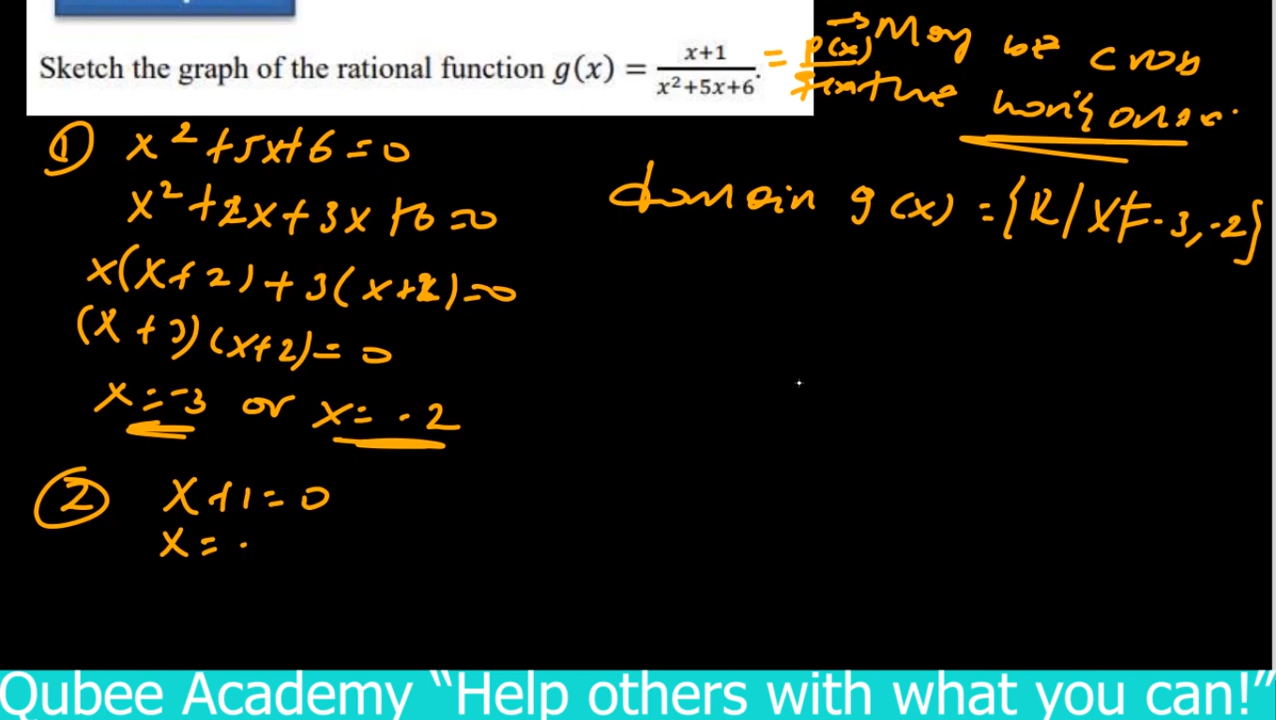 Sketch the graph of the rational function g(x) = x+1 / x²+5x+6. = p(x) → May be cross
the horizontal
① x² + 5x + 6 = 0
x² + 2x + 3x + 6 = 0
domain g(x) = {R / x ≠ -3, -2}
x(x + 2) + 3(x + 2) = 0
(x + 3)(x + 2) = 0
x = -3 or x = -2
② x + 1 = 0
x = -
Qubee Academy “Help others with what you can!”